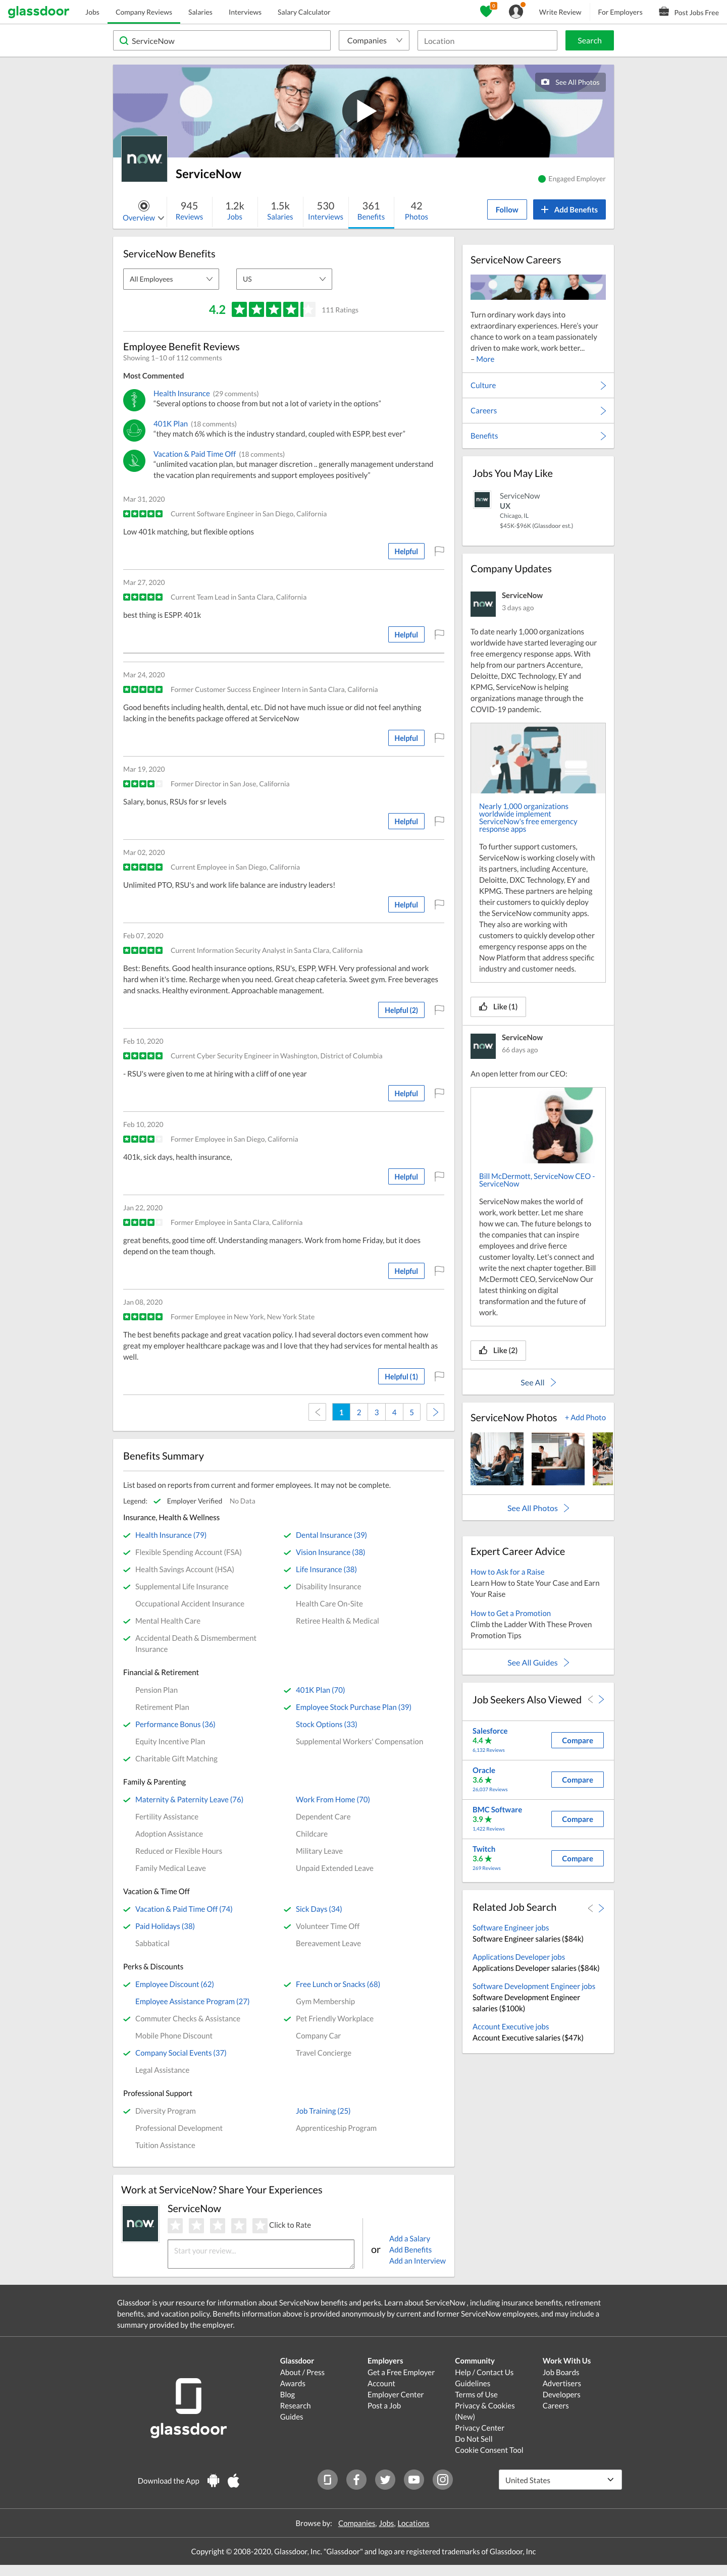 glassdoor Jobs Company Reviews Salaries Interviews Salary Calculator 0 Write Review For Employers Post Jobs Free
ServiceNow Companies Location Search
See All Photos
now
ServiceNow
Engaged Employer
Overview
945 Reviews
1.2k Jobs
1.5k Salaries
530 Interviews
361 Benefits
42 Photos
Follow
+ Add Benefits
ServiceNow Benefits
All Employees US
4.2 111 Ratings
Employee Benefit Reviews
Showing 1–10 of 112 comments
Most Commented
Health Insurance (29 comments)
"Several options to choose from but not a lot of variety in the options"
401K Plan (18 comments)
"they match 6% which is the industry standard, coupled with ESPP, best ever"
Vacation & Paid Time Off (18 comments)
"unlimited vacation plan, but manager discretion .. generally management understand
the vacation plan requirements and support employees positively"
Mar 31, 2020
Current Software Engineer in San Diego, California
Low 401k matching, but flexible options
Helpful
Mar 27, 2020
Current Team Lead in Santa Clara, California
best thing is ESPP. 401k
Helpful
Mar 24, 2020
Former Customer Success Engineer Intern in Santa Clara, California
Good benefits including health, dental, etc. Did not have much issue or did not feel anything
lacking in the benefits package offered at ServiceNow
Helpful
Mar 19, 2020
Former Director in San Jose, California
Salary, bonus, RSUs for sr levels
Helpful
Mar 02, 2020
Current Employee in San Diego, California
Unlimited PTO, RSU's and work life balance are industry leaders!
Helpful
Feb 07, 2020
Current Information Security Analyst in Santa Clara, California
Best: Benefits. Good health insurance options, RSU's, ESPP, WFH. Very professional and work
hard when it's time. Recharge when you need. Great cheap cafeteria. Sweet gym. Free beverages
and snacks. Healthy evironment. Approachable management.
Helpful (2)
Feb 10, 2020
Current Cyber Security Engineer in Washington, District of Columbia
- RSU's were given to me at hiring with a cliff of one year
Helpful
Feb 10, 2020
Former Employee in San Diego, California
401k, sick days, health insurance,
Helpful
Jan 22, 2020
Former Employee in Santa Clara, California
great benefits, good time off. Understanding managers. Work from home Friday, but it does
depend on the team though.
Helpful
Jan 08, 2020
Former Employee in New York, New York State
The best benefits package and great vacation policy. I had several doctors even comment how
great my employer healthcare package was and I love that they had services for mental health as
well.
Helpful (1)
1 2 3 4 5
Benefits Summary
List based on reports from current and former employees. It may not be complete.
Legend: Employer Verified No Data
Insurance, Health & Wellness
Health Insurance (79) Dental Insurance (39)
Flexible Spending Account (FSA) Vision Insurance (38)
Health Savings Account (HSA) Life Insurance (38)
Supplemental Life Insurance Disability Insurance
Occupational Accident Insurance Health Care On-Site
Mental Health Care Retiree Health & Medical
Accidental Death & Dismemberment
Insurance
Financial & Retirement
Pension Plan 401K Plan (70)
Retirement Plan Employee Stock Purchase Plan (39)
Performance Bonus (36) Stock Options (33)
Equity Incentive Plan Supplemental Workers' Compensation
Charitable Gift Matching
Family & Parenting
Maternity & Paternity Leave (76) Work From Home (70)
Fertility Assistance Dependent Care
Adoption Assistance Childcare
Reduced or Flexible Hours Military Leave
Family Medical Leave Unpaid Extended Leave
Vacation & Time Off
Vacation & Paid Time Off (74) Sick Days (34)
Paid Holidays (38) Volunteer Time Off
Sabbatical Bereavement Leave
Perks & Discounts
Employee Discount (62) Free Lunch or Snacks (68)
Employee Assistance Program (27) Gym Membership
Commuter Checks & Assistance Pet Friendly Workplace
Mobile Phone Discount Company Car
Company Social Events (37) Travel Concierge
Legal Assistance
Professional Support
Diversity Program Job Training (25)
Professional Development Apprenticeship Program
Tuition Assistance
Work at ServiceNow? Share Your Experiences
now
ServiceNow
Click to Rate
Start your review...
or
Add a Salary
Add Benefits
Add an Interview
ServiceNow Careers
Turn ordinary work days into
extraordinary experiences. Here's your
chance to work on a team passionately
driven to make work, work better...
– More
Culture
Careers
Benefits
Jobs You May Like
now
ServiceNow
UX
Chicago, IL
$45K-$96K (Glassdoor est.)
Company Updates
now
ServiceNow
3 days ago
To date nearly 1,000 organizations
worldwide have started leveraging our
free emergency response apps. With
help from our partners Accenture,
Deloitte, DXC Technology, EY and
KPMG, ServiceNow is helping
organizations manage through the
COVID-19 pandemic.
Nearly 1,000 organizations
worldwide implement
ServiceNow's free emergency
response apps
To further support customers,
ServiceNow is working closely with
its partners, including Accenture,
Deloitte, DXC Technology, EY and
KPMG. These partners are helping
their customers to quickly deploy
the ServiceNow community apps.
They also are working with
customers to quickly develop other
emergency response apps on the
Now Platform that address specific
industry and customer needs.
Like (1)
now
ServiceNow
66 days ago
An open letter from our CEO:
Bill McDermott, ServiceNow CEO -
ServiceNow
ServiceNow makes the world of
work, work better. Let me share
how we can. The future belongs to
the companies that can inspire
employees and drive fierce
customer loyalty. Let's connect and
write the next chapter together. Bill
McDermott CEO, ServiceNow Our
latest thinking on digital
transformation and the future of
work.
Like (2)
See All
ServiceNow Photos + Add Photo
See All Photos
Expert Career Advice
How to Ask for a Raise
Learn How to State Your Case and Earn
Your Raise
How to Get a Promotion
Climb the Ladder With These Proven
Promotion Tips
See All Guides
Job Seekers Also Viewed
Salesforce
4.4
6,132 Reviews
Compare
Oracle
3.6
26,037 Reviews
Compare
BMC Software
3.9
1,422 Reviews
Compare
Twitch
3.6
269 Reviews
Compare
Related Job Search
Software Engineer jobs
Software Engineer salaries ($84k)
Applications Developer jobs
Applications Developer salaries ($84k)
Software Development Engineer jobs
Software Development Engineer
salaries ($100k)
Account Executive jobs
Account Executive salaries ($47k)
Glassdoor is your resource for information about ServiceNow benefits and perks. Learn about ServiceNow , including insurance benefits, retirement
benefits, and vacation policy. Benefits information above is provided anonymously by current and former ServiceNow employees, and may include a
summary provided by the employer.
glassdoor
Glassdoor
About / Press
Awards
Blog
Research
Guides
Employers
Get a Free Employer
Account
Employer Center
Post a Job
Community
Help / Contact Us
Guidelines
Terms of Use
Privacy & Cookies
(New)
Privacy Center
Do Not Sell
Cookie Consent Tool
Work With Us
Job Boards
Advertisers
Developers
Careers
Download the App
United States
Browse by: Companies, Jobs, Locations
Copyright © 2008-2020, Glassdoor, Inc. "Glassdoor" and logo are registered trademarks of Glassdoor, Inc